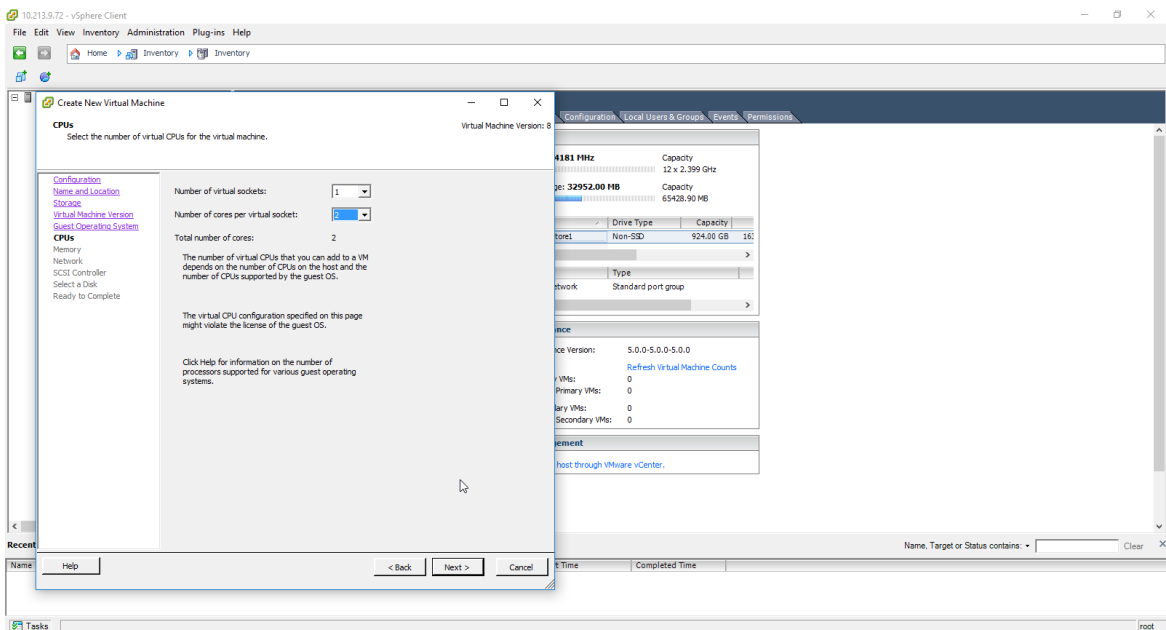 10.213.9.72 - vSphere Client
File Edit View Inventory Administration Plug-ins Help
Home Inventory Inventory
Create New Virtual Machine
CPUs
Select the number of virtual CPUs for the virtual machine.
Virtual Machine Version: 8
Configuration
Name and Location
Storage
Virtual Machine Version
Guest Operating System
CPUs
Memory
Network
SCSI Controller
Select a Disk
Ready to Complete
Number of virtual sockets: 1
Number of cores per virtual socket: 2
Total number of cores: 2
The number of virtual CPUs that you can add to a VM
depends on the number of CPUs on the host and the
number of CPUs supported by the guest OS.
The virtual CPU configuration specified on this page
might violate the license of the guest OS.
Click Help for information on the number of
processors supported for various guest operating
systems.
Help < Back Next > Cancel
Configuration Local Users & Groups Events Permissions
4181 MHz Capacity
12 x 2.399 GHz
ge: 32952.00 MB Capacity
65428.90 MB
Drive Type Capacity
tore1 Non-SSD 924.00 GB 163
Type
etwork Standard port group
ance
nce Version: 5.0.0-5.0.0-5.0.0
Refresh Virtual Machine Counts
VMs: 0
Primary VMs: 0
dary VMs: 0
Secondary VMs: 0
gement
host through VMware vCenter.
Recent
Name, Target or Status contains: Clear
Name
t Time Completed Time
Tasks
root